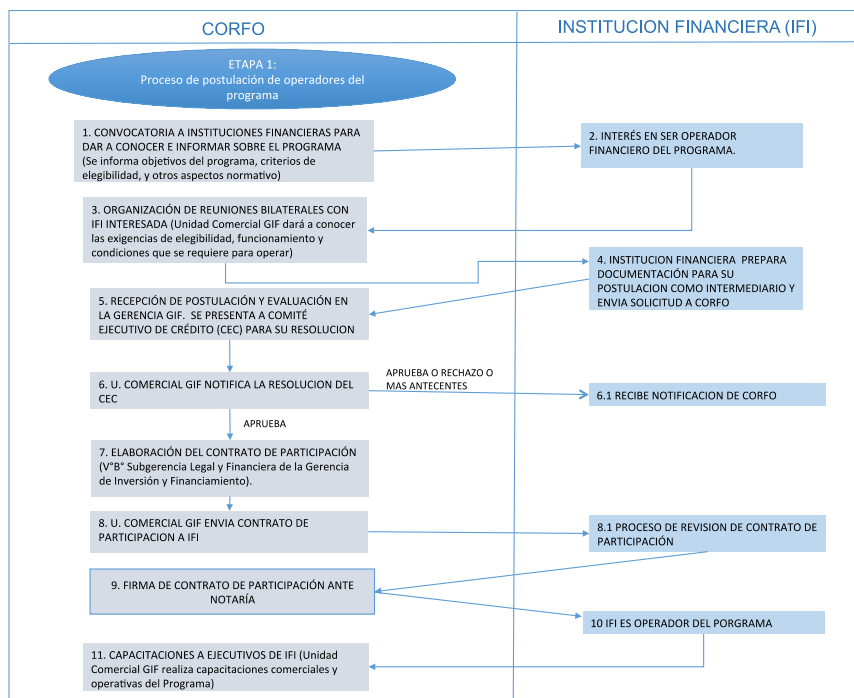 CORFO
INSTITUCION FINANCIERA (IFI)
ETAPA 1:
Proceso de postulación de operadores del
programa
1. CONVOCATORIA A INSTITUCIONES FINANCIERAS PARA
DAR A CONOCER E INFORMAR SOBRE EL PROGRAMA
(Se informa objetivos del programa, criterios de
elegibilidad, y otros aspectos normativo)
2. INTERÉS EN SER OPERADOR
FINANCIERO DEL PROGRAMA.
3. ORGANIZACIÓN DE REUNIONES BILATERALES CON
IFI INTERESADA (Unidad Comercial GIF dará a conocer
las exigencias de elegibilidad, funcionamiento y
condiciones que se requiere para operar)
4. INSTITUCION FINANCIERA PREPARA
DOCUMENTACIÓN PARA SU
POSTULACION COMO INTERMEDIARIO Y
ENVIA SOLICITUD A CORFO
5. RECEPCIÓN DE POSTULACIÓN Y EVALUACIÓN EN
LA GERENCIA GIF. SE PRESENTA A COMITÉ
EJECUTIVO DE CRÉDITO (CEC) PARA SU RESOLUCION
APRUEBA O RECHAZO O
MAS ANTECENTES
6. U. COMERCIAL GIF NOTIFICA LA RESOLUCION DEL
CEC
6.1 RECIBE NOTIFICACION DE CORFO
APRUEBA
7. ELABORACIÓN DEL CONTRATO DE PARTICIPACIÓN
(V°B° Subgerencia Legal y Financiera de la Gerencia
de Inversión y Financiamiento).
8. U. COMERCIAL GIF ENVIA CONTRATO DE
PARTICIPACION A IFI
8.1 PROCESO DE REVISION DE CONTRATO DE
PARTICIPACIÓN
9. FIRMA DE CONTRATO DE PARTICIPACIÓN ANTE
NOTARÍA
10 IFI ES OPERADOR DEL PORGRAMA
11. CAPACITACIONES A EJECUTIVOS DE IFI (Unidad
Comercial GIF realiza capacitaciones comerciales y
operativas del Programa)